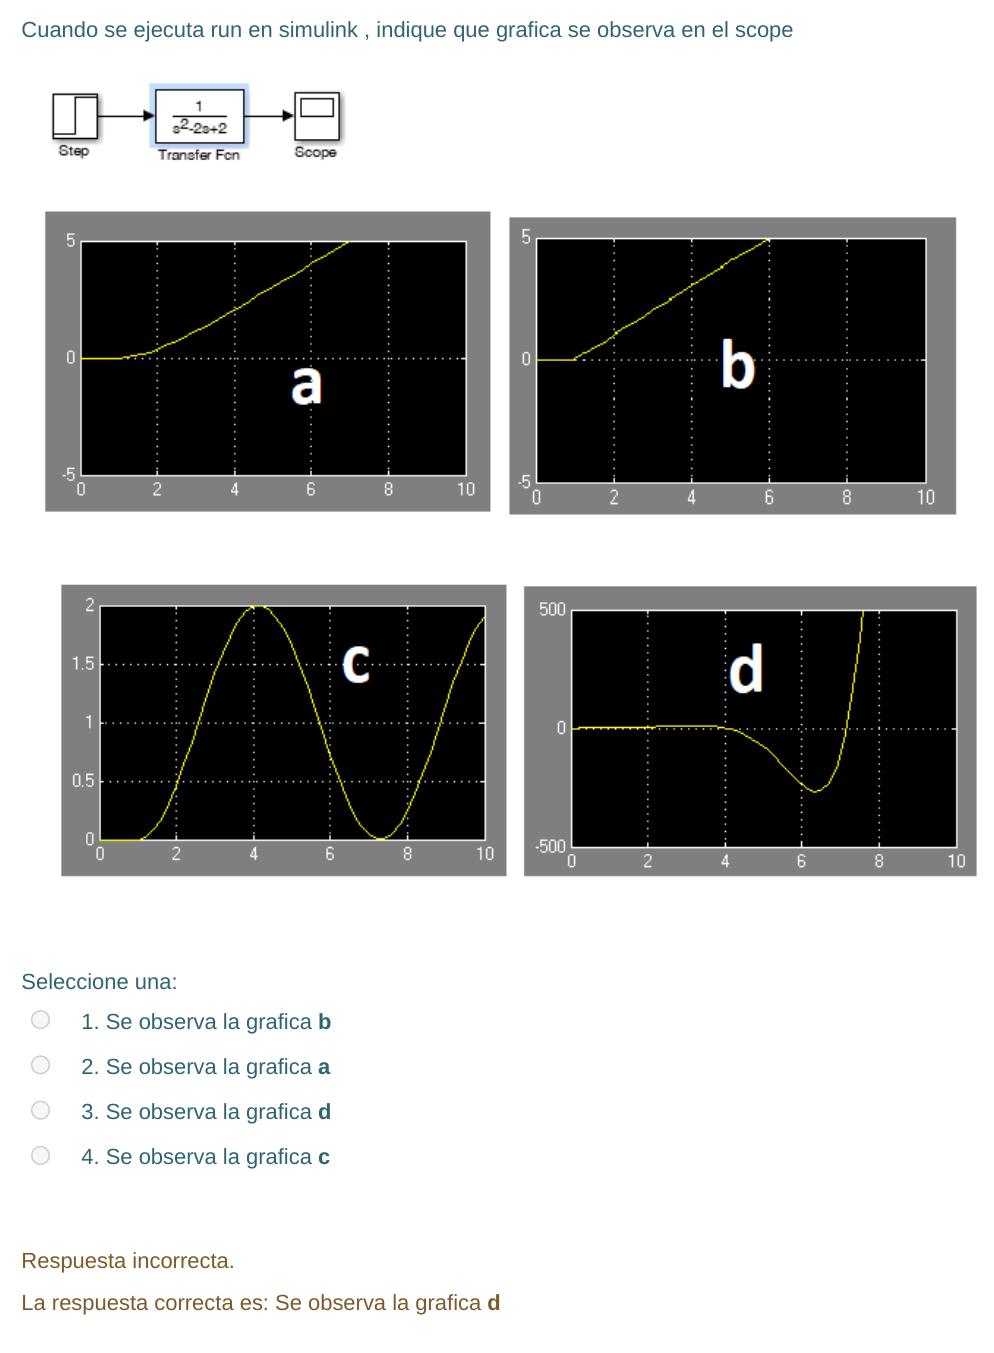 Cuando se ejecuta run en simulink , indique que grafica se observa en el scope
1
s2-2s+2
Step
Transfer Fcn
Scope
5
0
-5
0 2 4 6 8 10
a
5
0
-5
0 2 4 6 8 10
b
2
1.5
1
0.5
0
0 2 4 6 8 10
c
500
0
-500
0 2 4 6 8 10
d
Seleccione una:
1. Se observa la grafica b
2. Se observa la grafica a
3. Se observa la grafica d
4. Se observa la grafica c
Respuesta incorrecta.
La respuesta correcta es: Se observa la grafica d